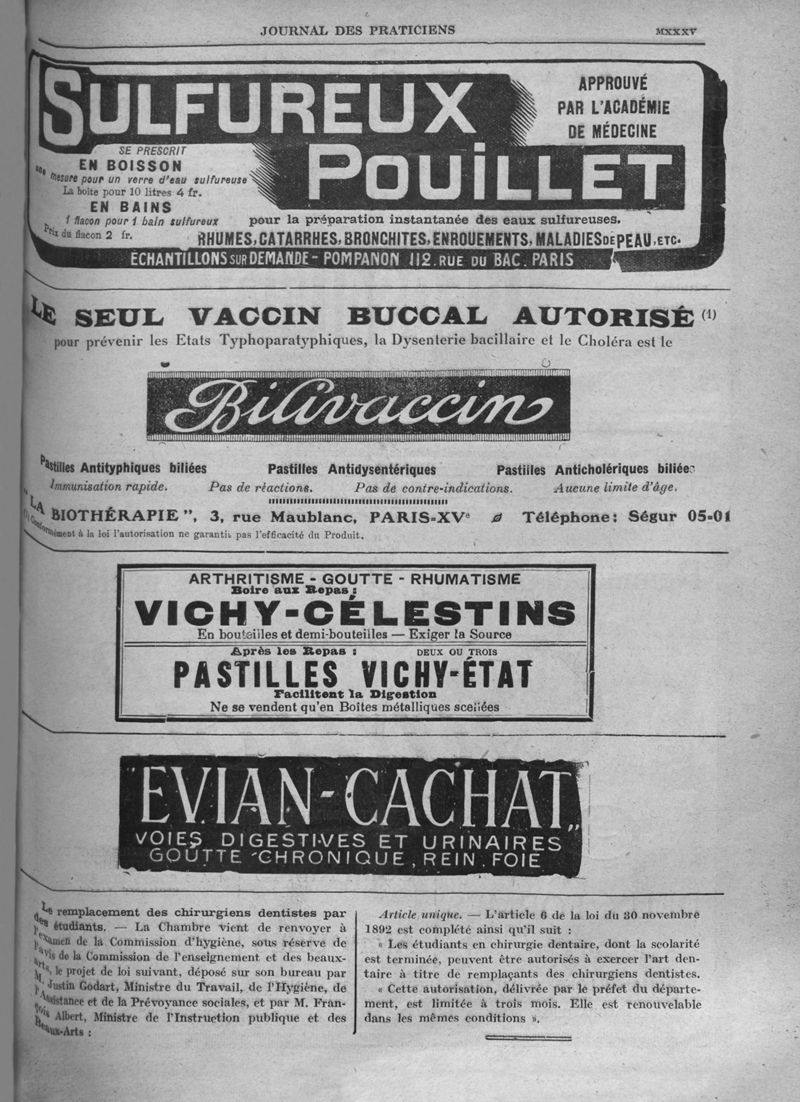 JOURNAL DES PRATICIENS
MXXXV
SULFUREUX
POUILLET
APPROUVÉ
PAR L'ACADÉMIE
DE MÉDECINE
SE PRESCRIT
EN BOISSON
une mesure pour un verre d'eau sulfureuse
La boite pour 10 litres 4 fr.
EN BAINS
1 flacon pour 1 bain sulfureux
Prix du flacon 2 fr.
pour la préparation instantanée des eaux sulfureuses.
RHUMES, CATARRHES, BRONCHITES, ENROUEMENTS, MALADIES DE PEAU, ETC.
ECHANTILLONS SUR DEMANDE - POMPANON 112, RUE DU BAC. PARIS
LE SEUL VACCIN BUCCAL AUTORISÉ (1)
pour prévenir les Etats Typhoparatyphiques, la Dysenterie bacillaire et le Choléra est le
Bilivaccin
Pastilles Antityphiques biliées Pastilles Antidysentériques Pastilles Anticholériques biliées
Immunisation rapide. Pas de réactions. Pas de contre-indications. Aucune limite d'âge.
LA BIOTHÉRAPIE", 3, rue Maublanc, PARIS-XVe Téléphone: Ségur 05-01
(1) Conformément à la loi l'autorisation ne garantit pas l'efficacité du Produit.
ARTHRITISME - GOUTTE - RHUMATISME
Boire aux Repas :
VICHY-CÉLESTINS
En bouteilles et demi-bouteilles — Exiger la Source
Après les Repas : DEUX OU TROIS
PASTILLES VICHY-ÉTAT
Facilitent la Digestion
Ne se vendent qu'en Boîtes métalliques scellées
"EVIAN-CACHAT"
VOIES DIGESTIVES ET URINAIRES
GOUTTE CHRONIQUE, REIN. FOIE
Le remplacement des chirurgiens dentistes par
des étudiants. — La Chambre vient de renvoyer à
l'examen de la Commission d'hygiène, sous réserve de
l'avis de la Commission de l'enseignement et des beaux-
arts, le projet de loi suivant, déposé sur son bureau par
M. Justin Godart, Ministre du Travail, de l'Hygiène, de
l'Assistance et de la Prévoyance sociales, et par M. Fran-
çois Albert, Ministre de l'Instruction publique et des
Beaux-Arts :
Article unique. — L'article 6 de la loi du 30 novembre
1892 est complété ainsi qu'il suit :
« Les étudiants en chirurgie dentaire, dont la scolarité
est terminée, peuvent être autorisés à exercer l'art den-
taire à titre de remplaçants des chirurgiens dentistes.
« Cette autorisation, délivrée par le préfet du départe-
ment, est limitée à trois mois. Elle est renouvelable
dans les mêmes conditions ».